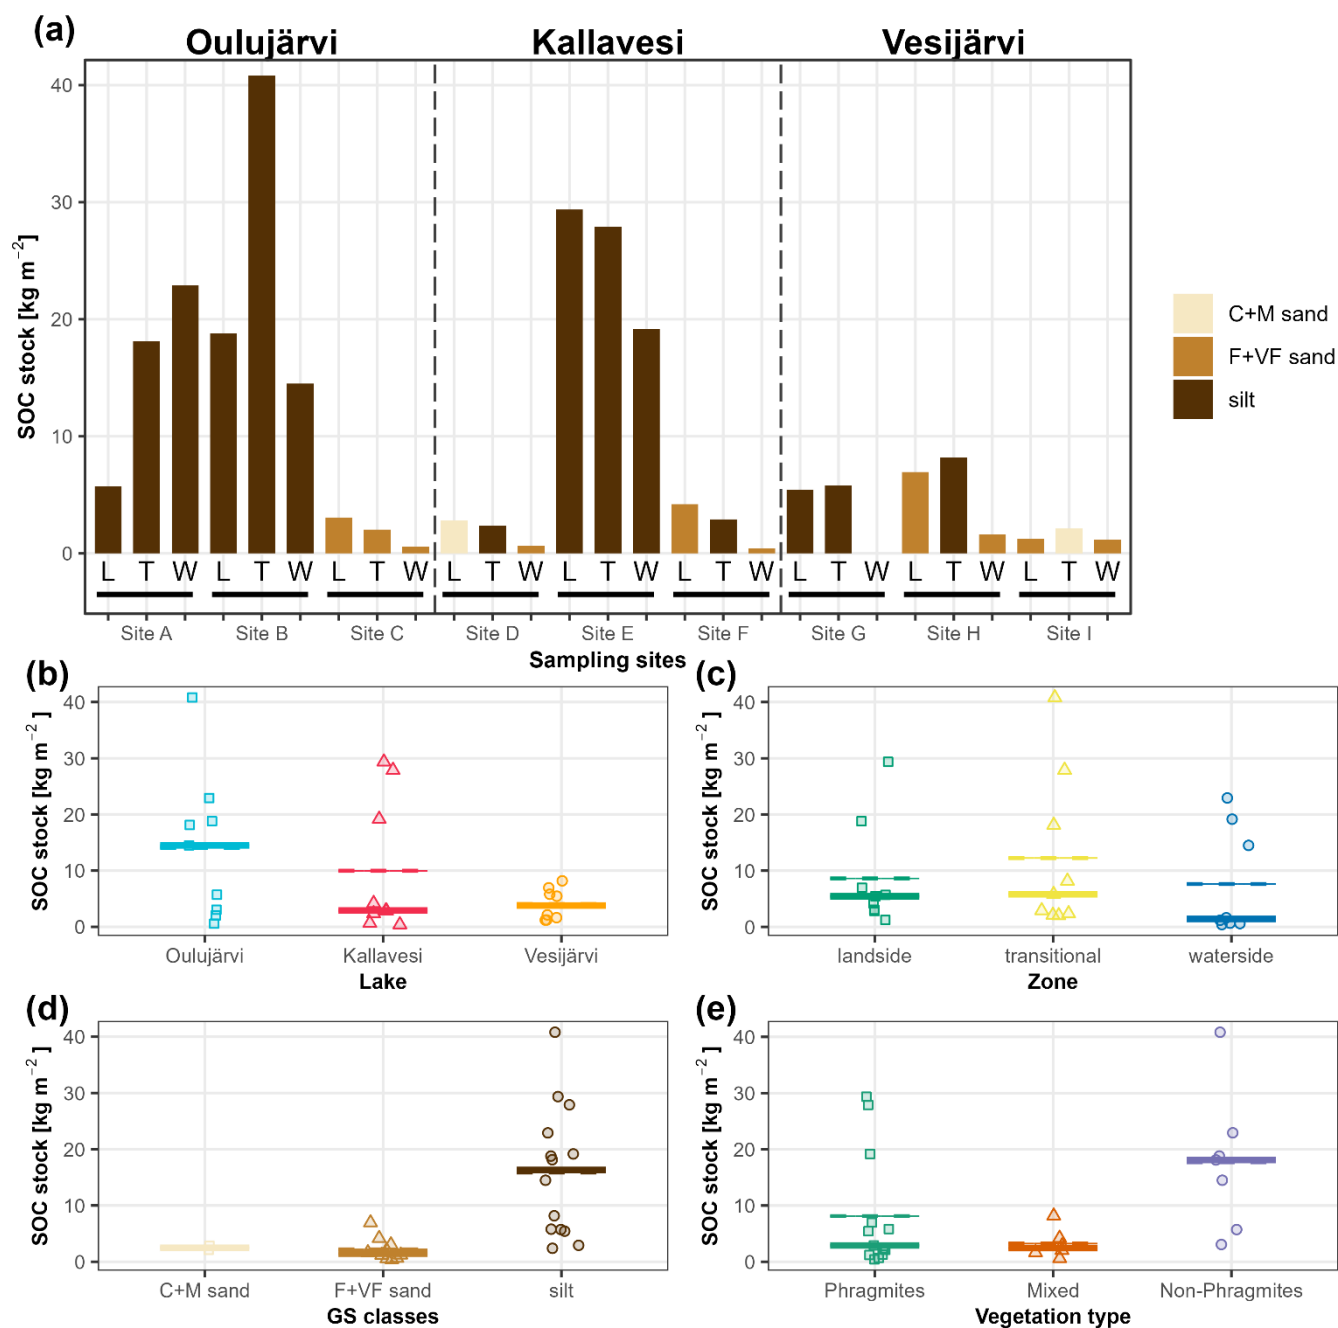 (a)
Oulujärvi Kallavesi Vesijärvi
SOC stock [kg m⁻²]
40
30
20
10
0
L T W L T W L T W L T W L T W L T W L T W L T W L T W
Site A Site B Site C Site D Site E Site F Site G Site H Site I
Sampling sites
C+M sand
F+VF sand
silt
(b)
SOC stock [kg m⁻²]
40
30
20
10
0
Oulujärvi Kallavesi Vesijärvi
Lake
(c)
SOC stock [kg m⁻²]
40
30
20
10
0
landside transitional waterside
Zone
(d)
SOC stock [kg m⁻²]
40
30
20
10
0
C+M sand F+VF sand silt
GS classes
(e)
SOC stock [kg m⁻²]
40
30
20
10
0
Phragmites Mixed Non-Phragmites
Vegetation type